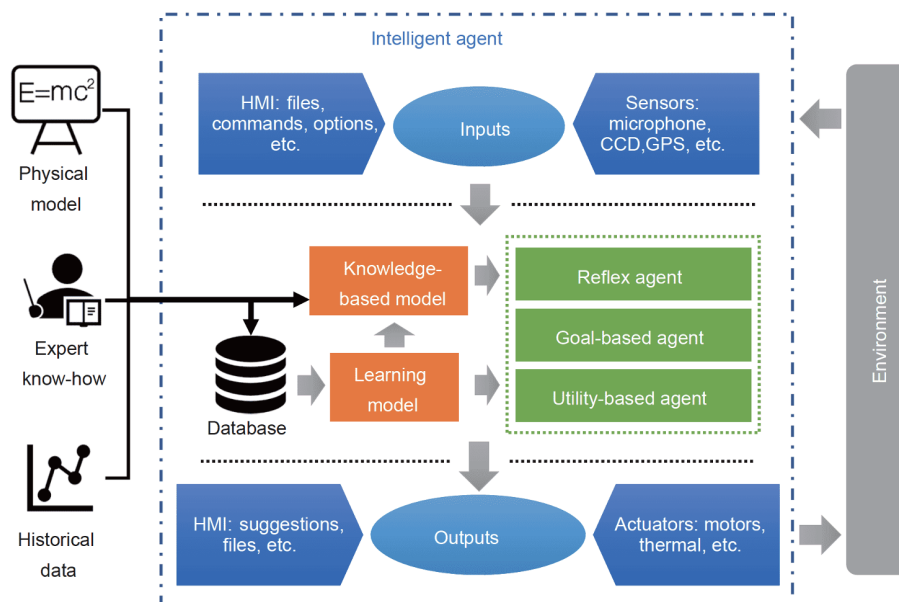 Intelligent agent
E=mc²
Physical
model
Expert
know-how
Historical
data
HMI: files,
commands, options,
etc.
Inputs
Sensors:
microphone,
CCD,GPS, etc.
Knowledge-
based model
Learning
model
Database
Reflex agent
Goal-based agent
Utility-based agent
HMI: suggestions,
files, etc.
Outputs
Actuators: motors,
thermal, etc.
Environment